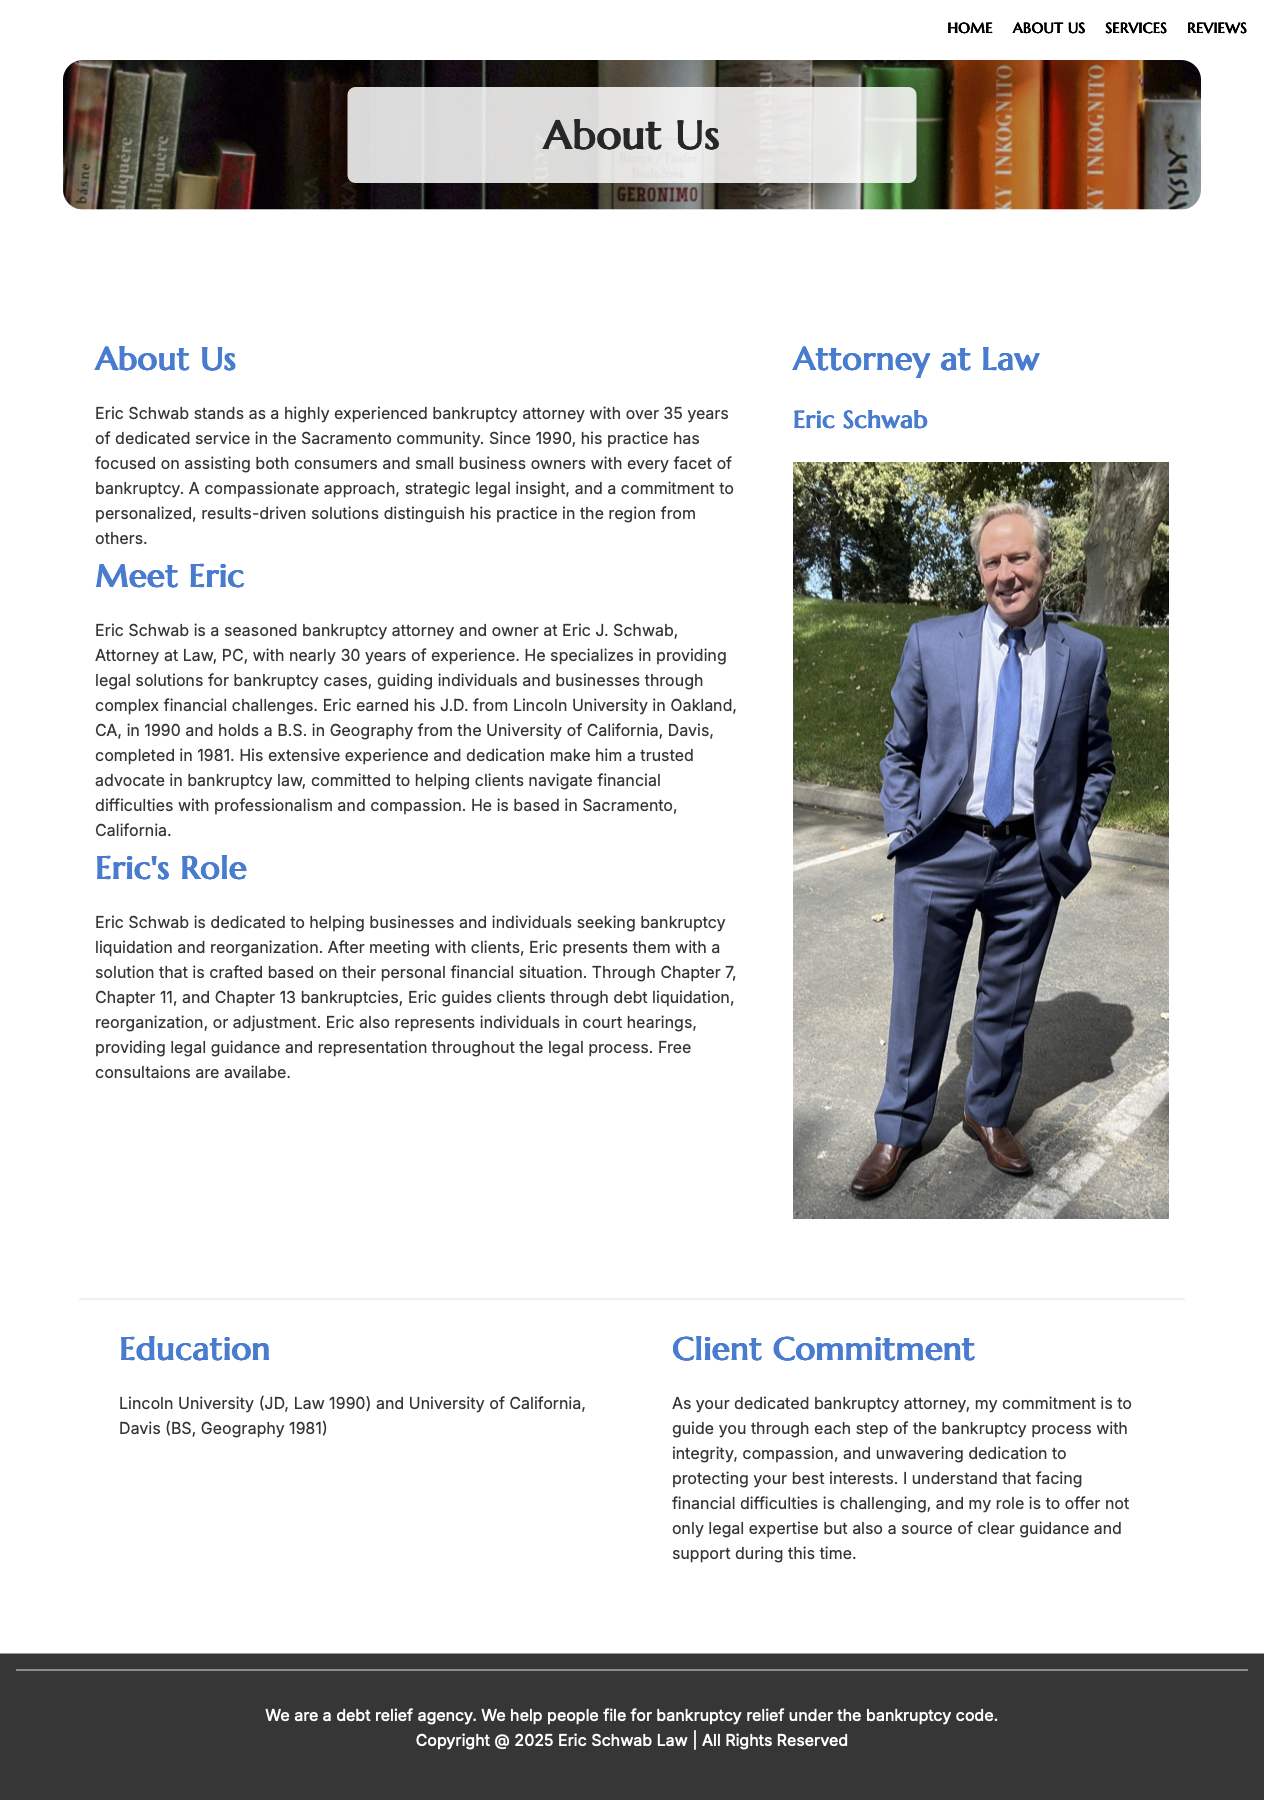 HOME ABOUT US SERVICES REVIEWS
básne
alliquére
alliquére
About Us
GERONIMO
KY INKOGNITO
KY INKOGNITO
About Us
Eric Schwab stands as a highly experienced bankruptcy attorney with over 35 years
of dedicated service in the Sacramento community. Since 1990, his practice has
focused on assisting both consumers and small business owners with every facet of
bankruptcy. A compassionate approach, strategic legal insight, and a commitment to
personalized, results-driven solutions distinguish his practice in the region from
others.
Meet Eric
Eric Schwab is a seasoned bankruptcy attorney and owner at Eric J. Schwab,
Attorney at Law, PC, with nearly 30 years of experience. He specializes in providing
legal solutions for bankruptcy cases, guiding individuals and businesses through
complex financial challenges. Eric earned his J.D. from Lincoln University in Oakland,
CA, in 1990 and holds a B.S. in Geography from the University of California, Davis,
completed in 1981. His extensive experience and dedication make him a trusted
advocate in bankruptcy law, committed to helping clients navigate financial
difficulties with professionalism and compassion. He is based in Sacramento,
California.
Eric's Role
Eric Schwab is dedicated to helping businesses and individuals seeking bankruptcy
liquidation and reorganization. After meeting with clients, Eric presents them with a
solution that is crafted based on their personal financial situation. Through Chapter 7,
Chapter 11, and Chapter 13 bankruptcies, Eric guides clients through debt liquidation,
reorganization, or adjustment. Eric also represents individuals in court hearings,
providing legal guidance and representation throughout the legal process. Free
consultaions are availabe.
Attorney at Law
Eric Schwab
Education
Lincoln University (JD, Law 1990) and University of California,
Davis (BS, Geography 1981)
Client Commitment
As your dedicated bankruptcy attorney, my commitment is to
guide you through each step of the bankruptcy process with
integrity, compassion, and unwavering dedication to
protecting your best interests. I understand that facing
financial difficulties is challenging, and my role is to offer not
only legal expertise but also a source of clear guidance and
support during this time.
We are a debt relief agency. We help people file for bankruptcy relief under the bankruptcy code.
Copyright @ 2025 Eric Schwab Law | All Rights Reserved